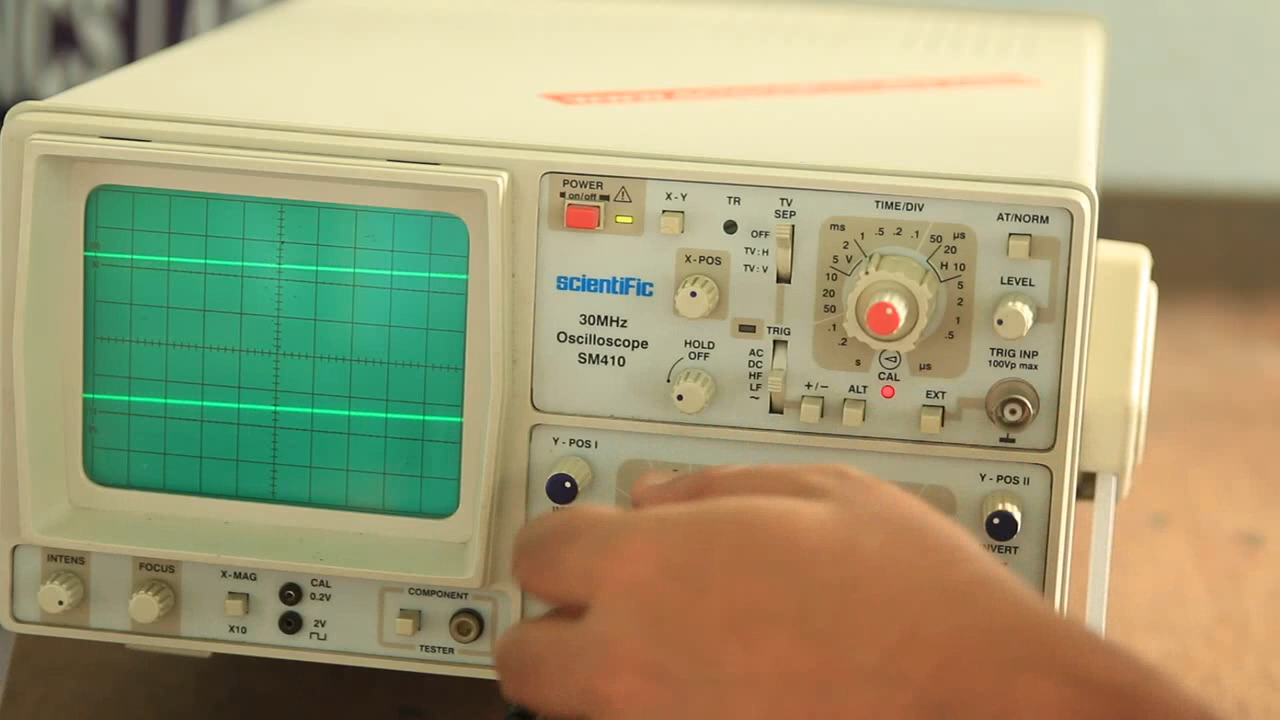 POWER
on/off
X-Y
TR
TV
SEP
OFF
TV:H
TV:V
TIME/DIV
ms
µs
.5 .2 .1
1
2
5
10
20
50
.1
.2
s
V
50
20
H 10
5
2
1
.5
µs
AT/NORM
LEVEL
X-POS
scientiFic
30MHz
Oscilloscope
SM410
HOLD
OFF
TRIG
AC
DC
HF
LF
~
+/−
ALT
CAL
EXT
TRIG INP
100Vp max
Y-POS I
Y-POS II
INTENS
FOCUS
X-MAG
X10
CAL
0.2V
2V
COMPONENT
TESTER